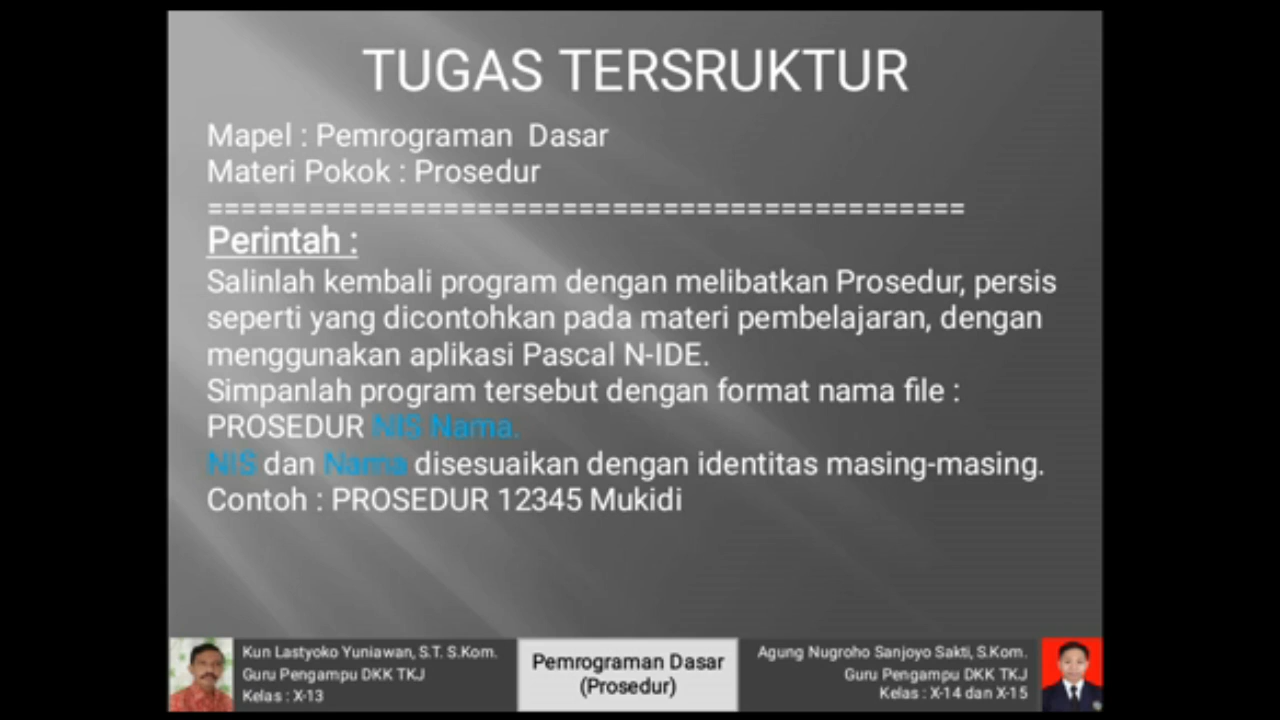 TUGAS TERSRUKTUR
Mapel : Pemrograman Dasar
Materi Pokok : Prosedur
=============================================
Perintah :
Salinlah kembali program dengan melibatkan Prosedur, persis
seperti yang dicontohkan pada materi pembelajaran, dengan
menggunakan aplikasi Pascal N-IDE.
Simpanlah program tersebut dengan format nama file :
PROSEDUR NIS Nama.
NIS dan Nama disesuaikan dengan identitas masing-masing.
Contoh : PROSEDUR 12345 Mukidi
Kun Lastyoko Yuniawan, S.T. S.Kom.
Guru Pengampu DKK TKJ
Kelas : X-13
Pemrograman Dasar
(Prosedur)
Agung Nugroho Sanjoyo Sakti, S.Kom.
Guru Pengampu DKK TKJ
Kelas : X-14 dan X-15